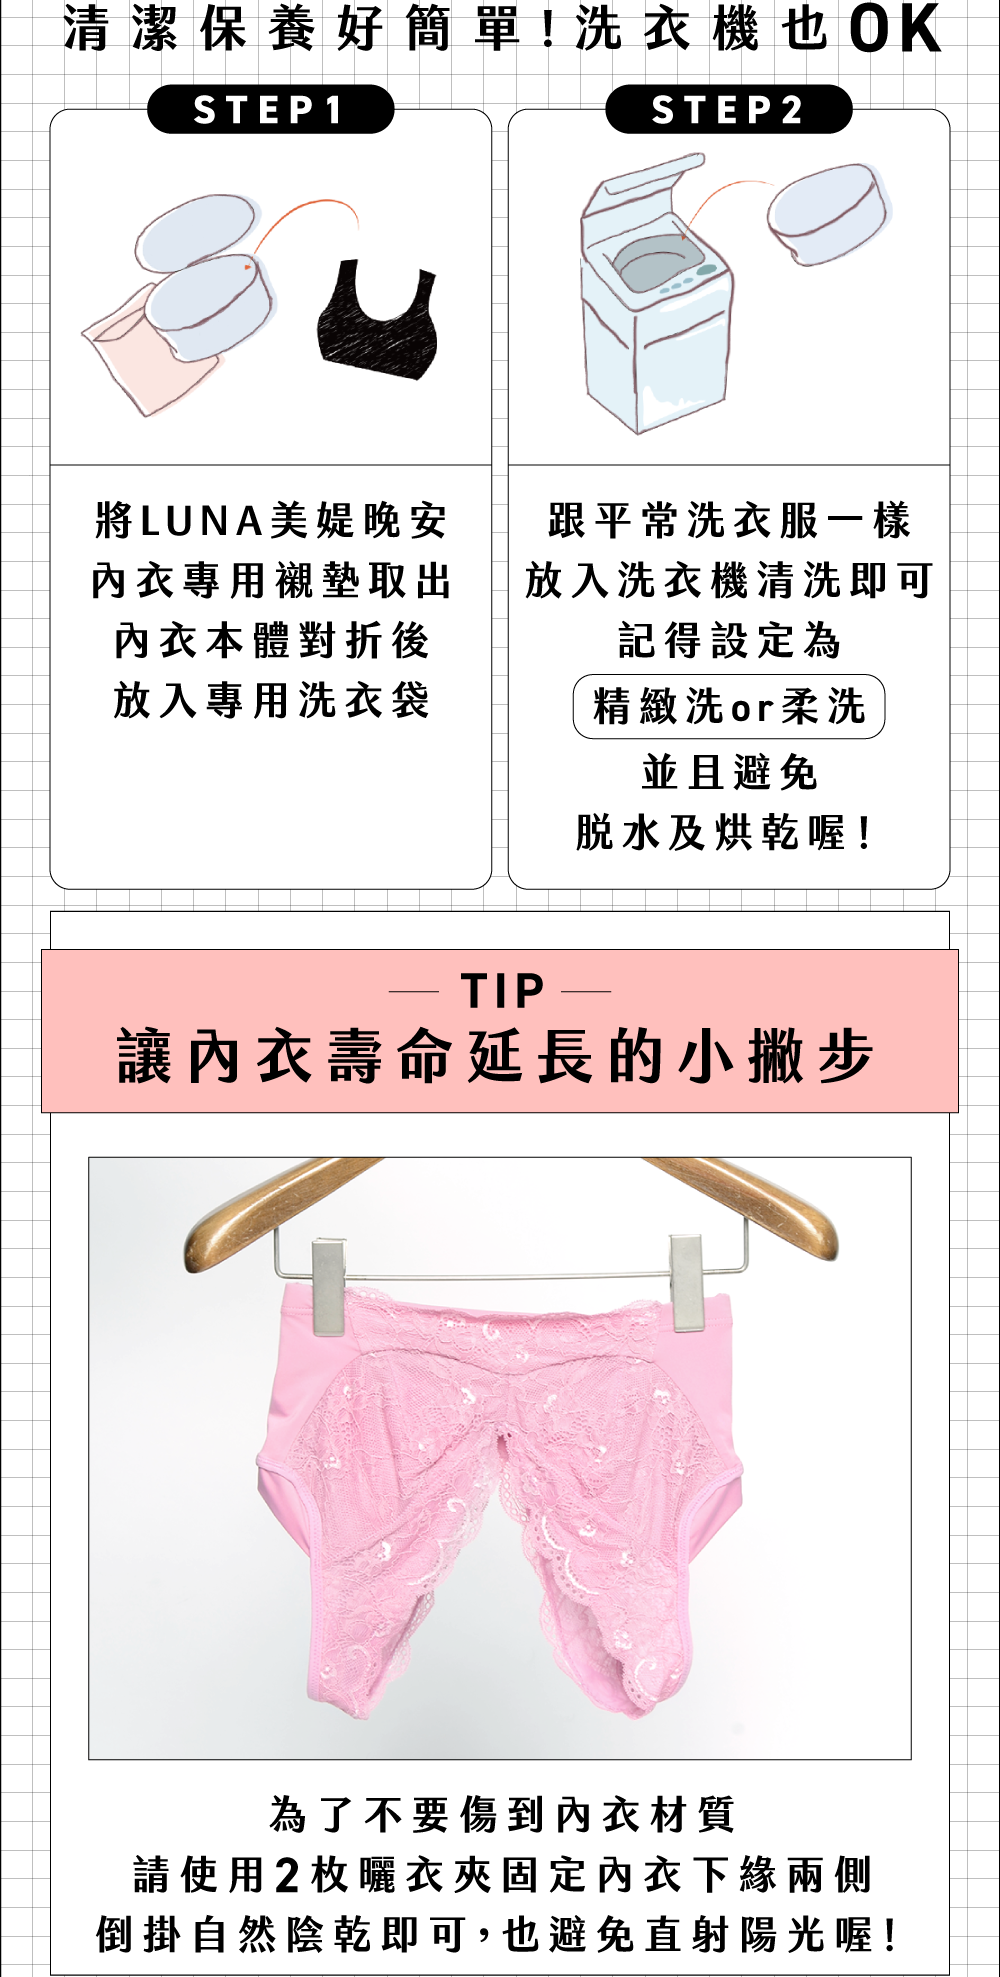 清潔保養好簡單!洗衣機也OK
STEP1
將LUNA美媞晚安
內衣專用襯墊取出
內衣本體對折後
放入專用洗衣袋
STEP2
跟平常洗衣服一樣
放入洗衣機清洗即可
記得設定為
精緻洗or柔洗
並且避免
脫水及烘乾喔!
TIP
讓內衣壽命延長的小撇步
為了不要傷到內衣材質
請使用2枚曬衣夾固定內衣下緣兩側
倒掛自然陰乾即可,也避免直射陽光喔!